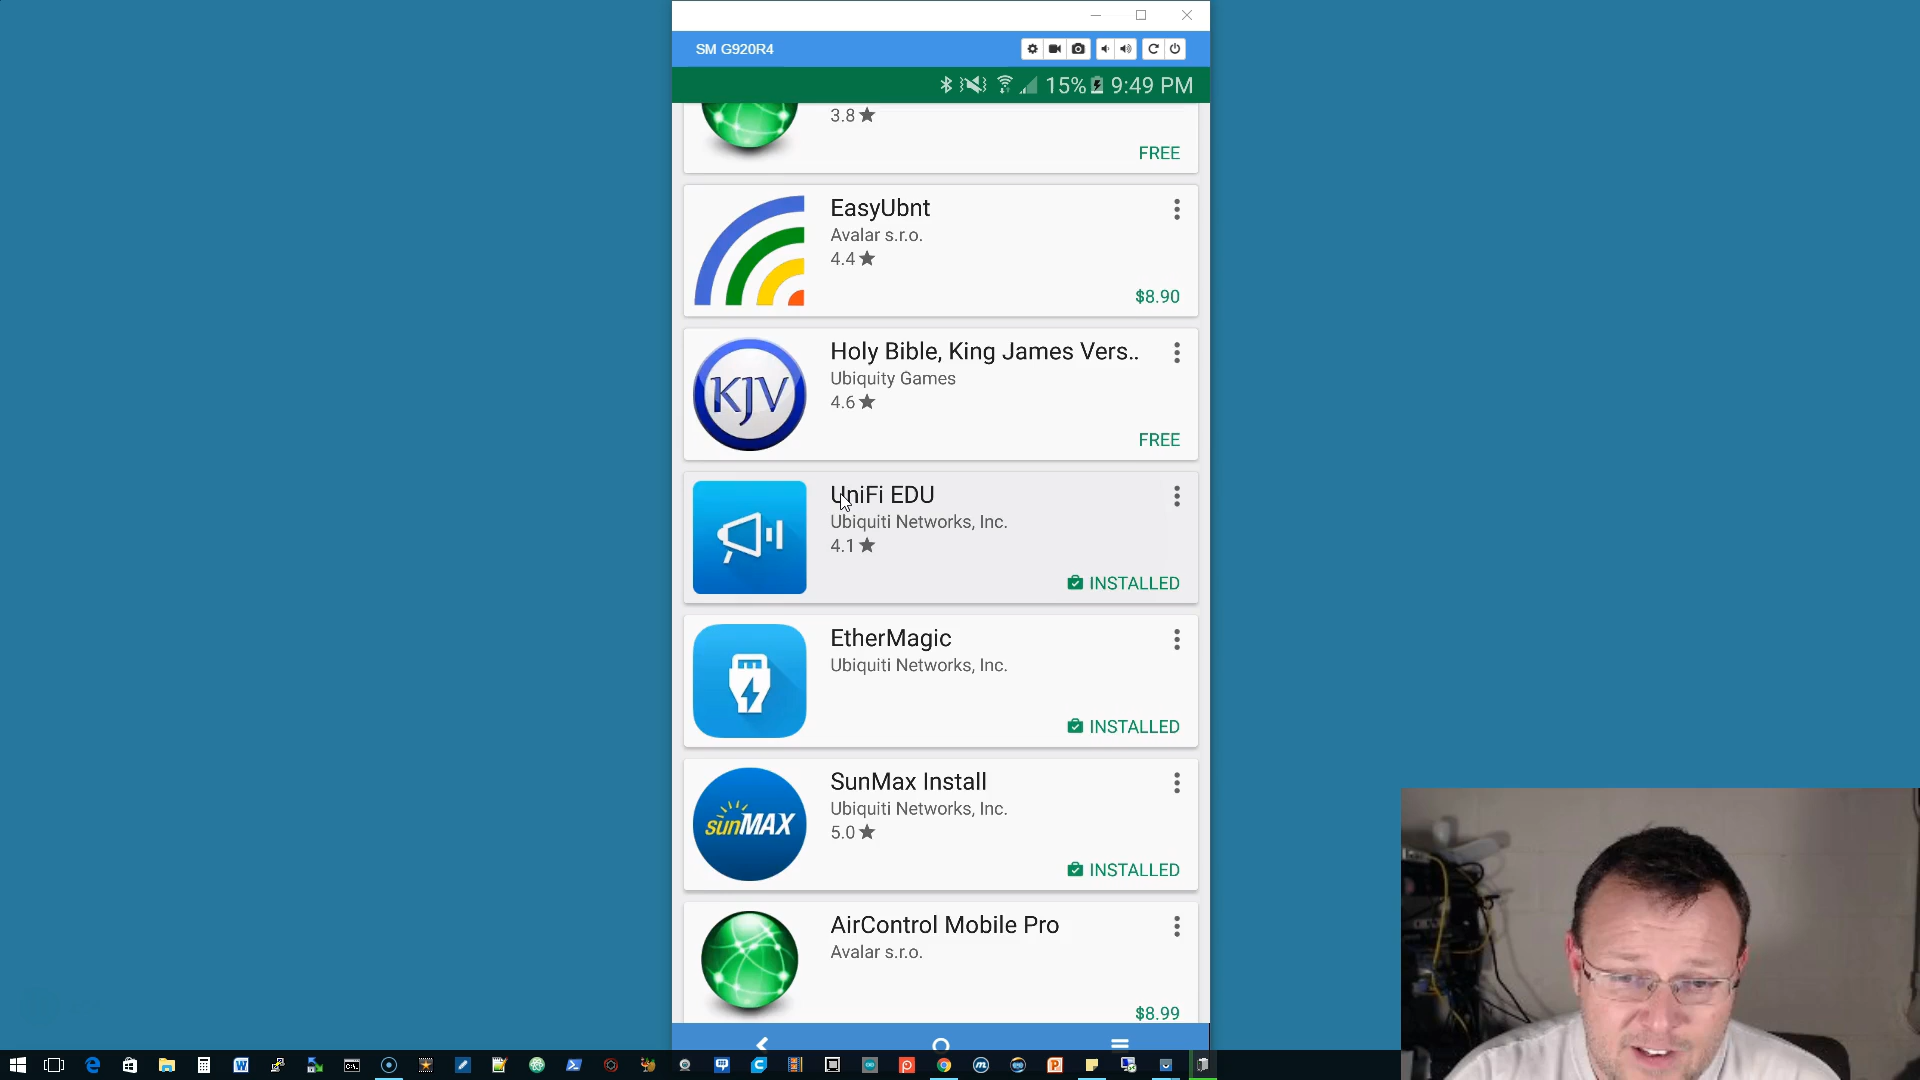 SM G920R4
15% 9:49 PM
3.8★
FREE
EasyUbnt
Avalar s.r.o.
4.4★
$8.90
Holy Bible, King James Vers..
KJV
Ubiquity Games
4.6★
FREE
UniFi EDU
Ubiquiti Networks, Inc.
4.1★
INSTALLED
EtherMagic
Ubiquiti Networks, Inc.
INSTALLED
SunMax Install
sunMAX
Ubiquiti Networks, Inc.
5.0★
INSTALLED
AirControl Mobile Pro
Avalar s.r.o.
$8.99